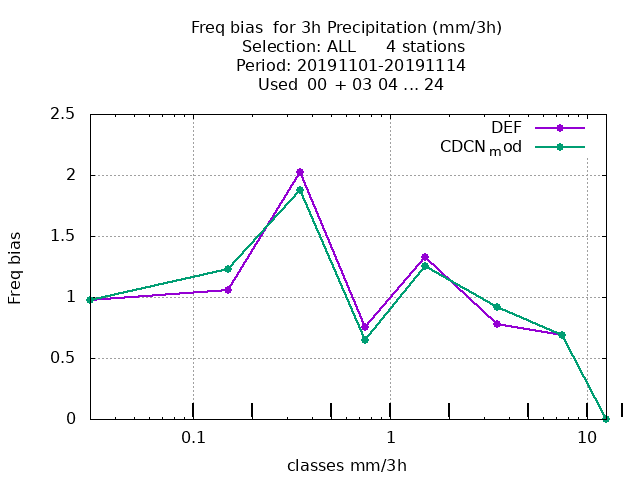 Freq bias  for 3h Precipitation (mm/3h)
Selection: ALL      4 stations
Period: 20191101-20191114
Used  00  + 03 04 ... 24
2.5
2
1.5
1
0.5
0
Freq bias
DEF
CDCNmod
0.1 1 10
classes mm/3h